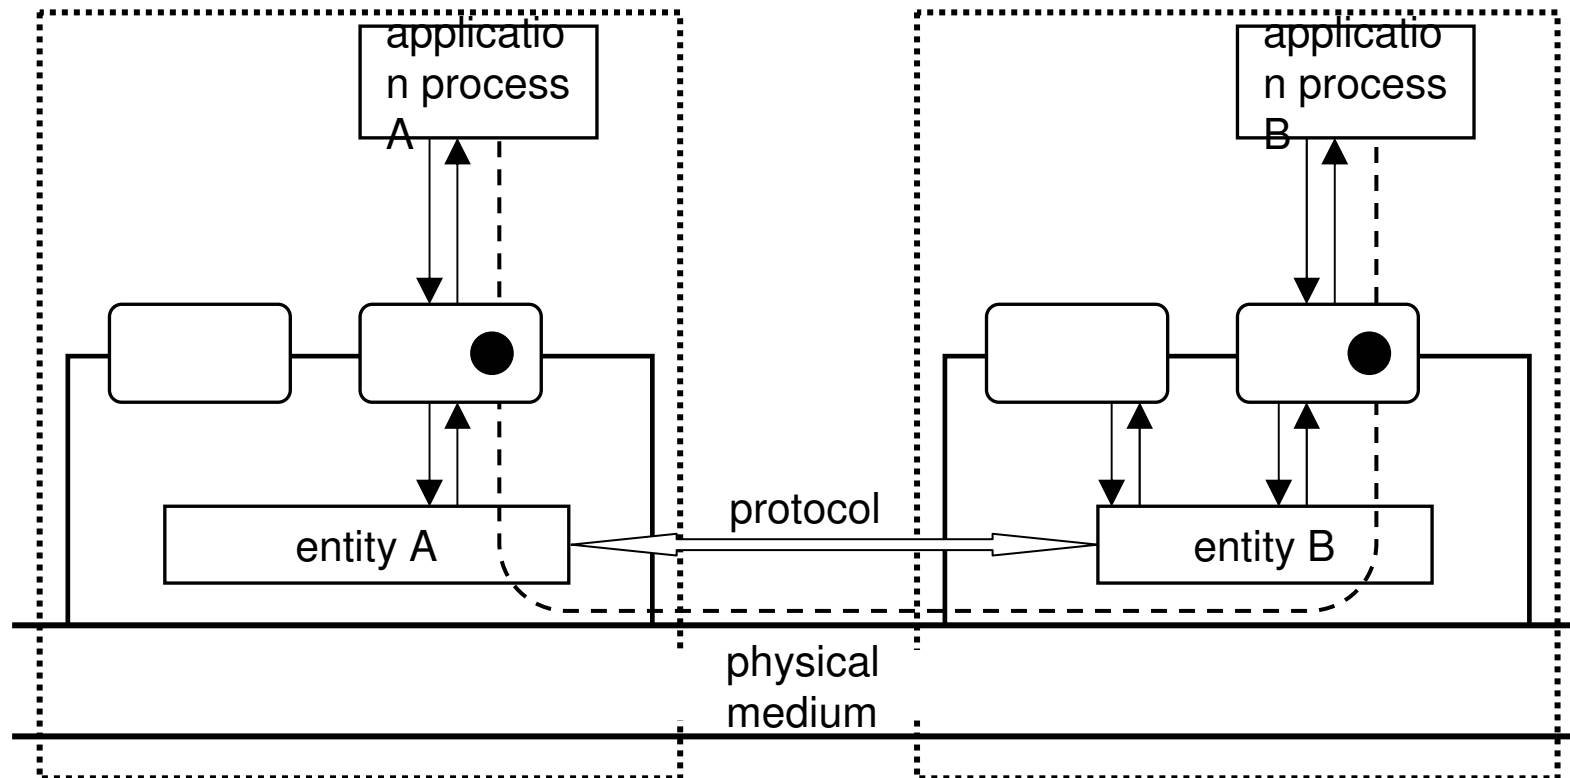 applicatio
n process
A
applicatio
n process
B
protocol
entity A
entity B
physical
medium